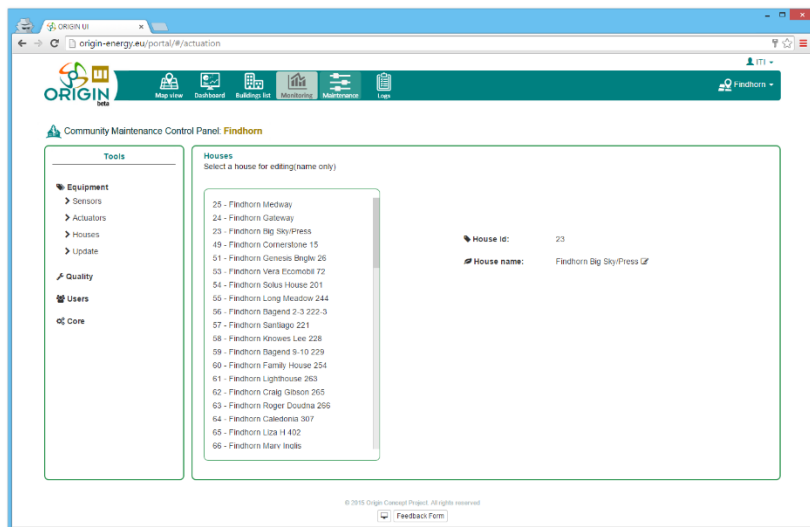 ORIGIN UI
origin-energy.eu/portal/#/actuation
ITI
ORIGIN
UI
beta
Map view
Dashboard
Buildings list
Monitoring
Maintenance
Logs
Findhorn
Community Maintenance Control Panel: Findhorn
Tools
Equipment
Sensors
Actuators
Houses
Update
Quality
Users
Core
Houses
Select a house for editing(name only)
25 - Findhorn Medway
24 - Findhorn Gateway
23 - Findhorn Big Sky/Press
49 - Findhorn Cornerstone 15
51 - Findhorn Genesis Bnglw 26
53 - Findhorn Vera Ecomobil 72
54 - Findhorn Solus House 201
55 - Findhorn Long Meadow 244
56 - Findhorn Bagend 2-3 222-3
57 - Findhorn Santiago 221
58 - Findhorn Knowes Lee 228
59 - Findhorn Bagend 9-10 229
60 - Findhorn Family House 254
61 - Findhorn Lighthouse 263
62 - Findhorn Craig Gibson 265
63 - Findhorn Roger Doudna 266
64 - Findhorn Caledonia 307
65 - Findhorn Liza H 402
66 - Findhorn Mary Inglis
House id: 23
House name: Findhorn Big Sky/Press
© 2015 Origin Concept Project. All rights reserved
Feedback Form